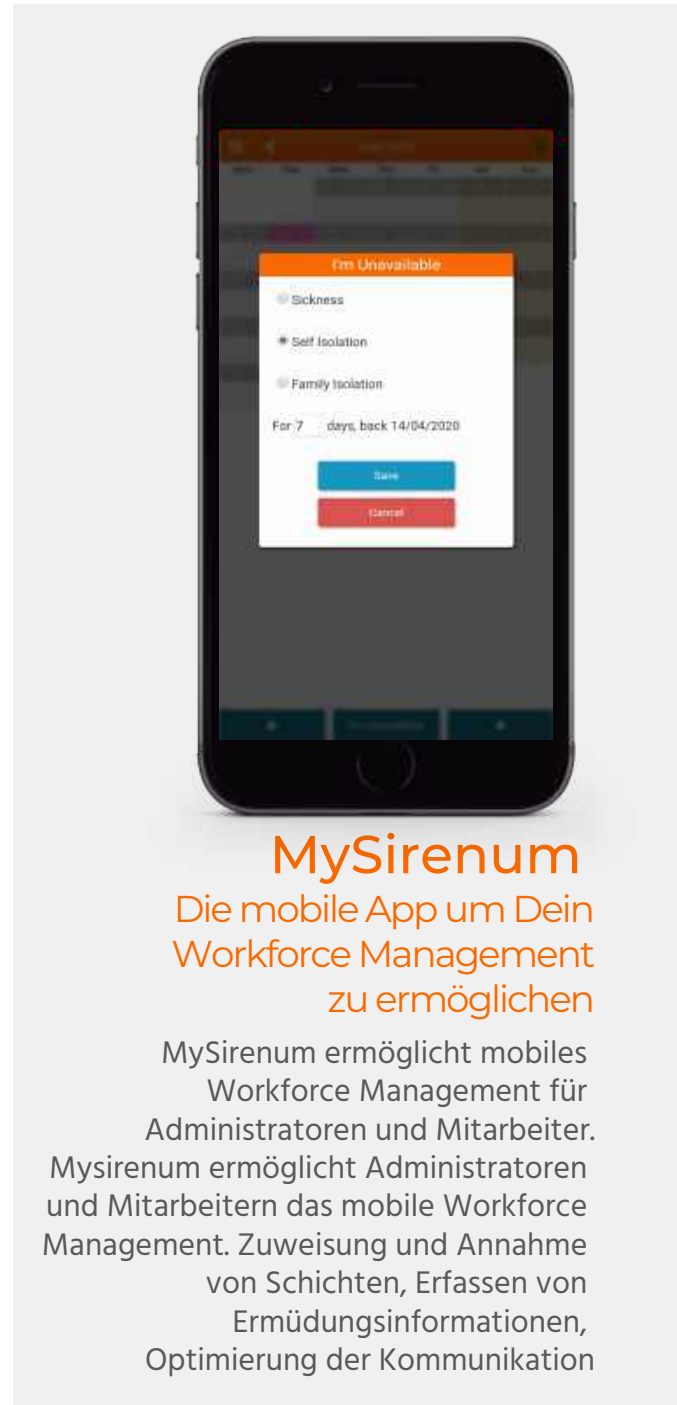 I'm Unavailable
Sickness
Self Isolation
Family Isolation
For 7 days, back 14/04/2020
Save
Cancel
MySirenum
Die mobile App um Dein
Workforce Management
zu ermöglichen
MySirenum ermöglicht mobiles
Workforce Management für
Administratoren und Mitarbeiter.
Mysirenum ermöglicht Administratoren
und Mitarbeitern das mobile Workforce
Management. Zuweisung und Annahme
von Schichten, Erfassen von
Ermüdungsinformationen,
Optimierung der Kommunikation